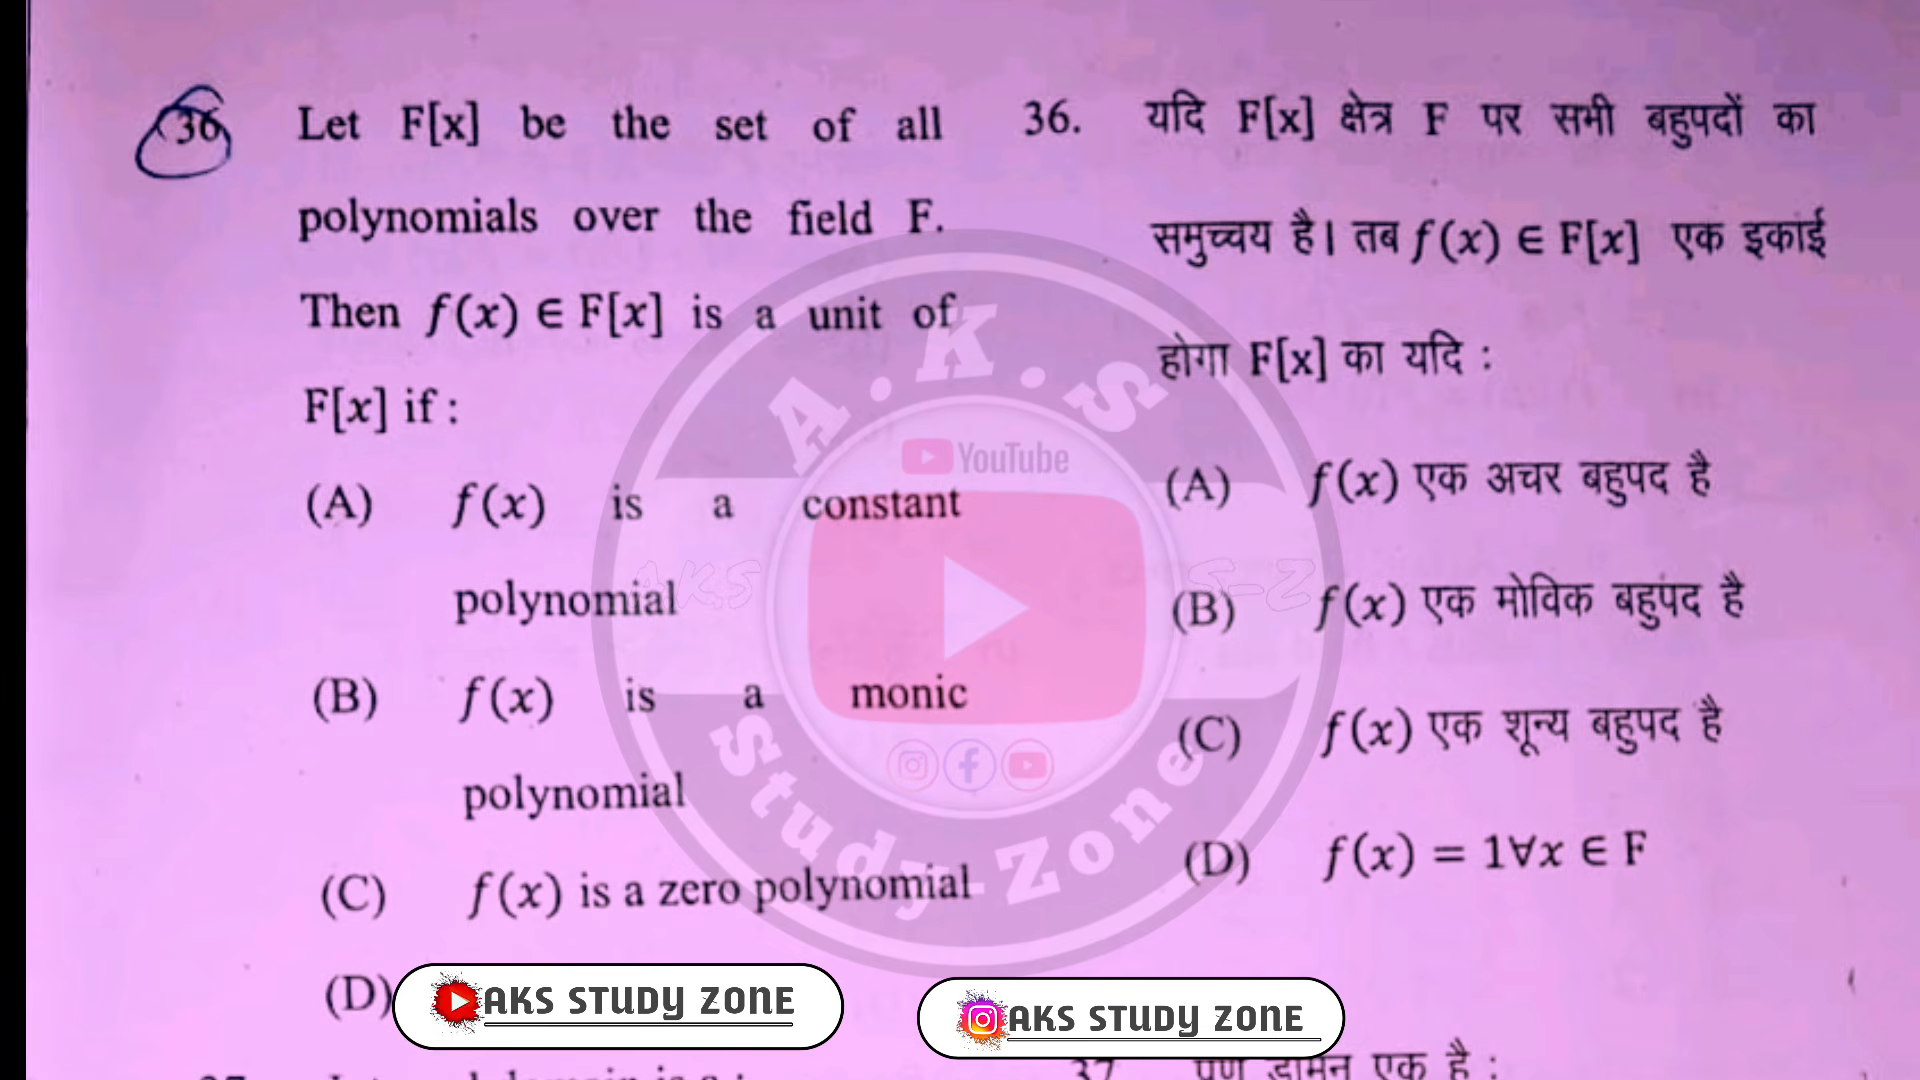 36
Let F[x] be the set of all
polynomials over the field F.
Then f(x) ∈ F[x] is a unit of
F[x] if :
(A) f(x) is a constant
polynomial
(B) f(x) is a monic
polynomial
(C) f(x) is a zero polynomial
(D)
36. यदि F[x] क्षेत्र F पर सभी बहुपदों का
समुच्चय है। तब f(x) ∈ F[x] एक इकाई
होगा F[x] का यदि :
(A) f(x) एक अचर बहुपद है
(B) f(x) एक मोविक बहुपद है
(C) f(x) एक शून्य बहुपद है
(D) f(x) = 1∀x ∈ F
37 एक है :
A.K.S
YouTube
AKS S-Z
Study-Zone
AKS STUDY ZONE
AKS STUDY ZONE